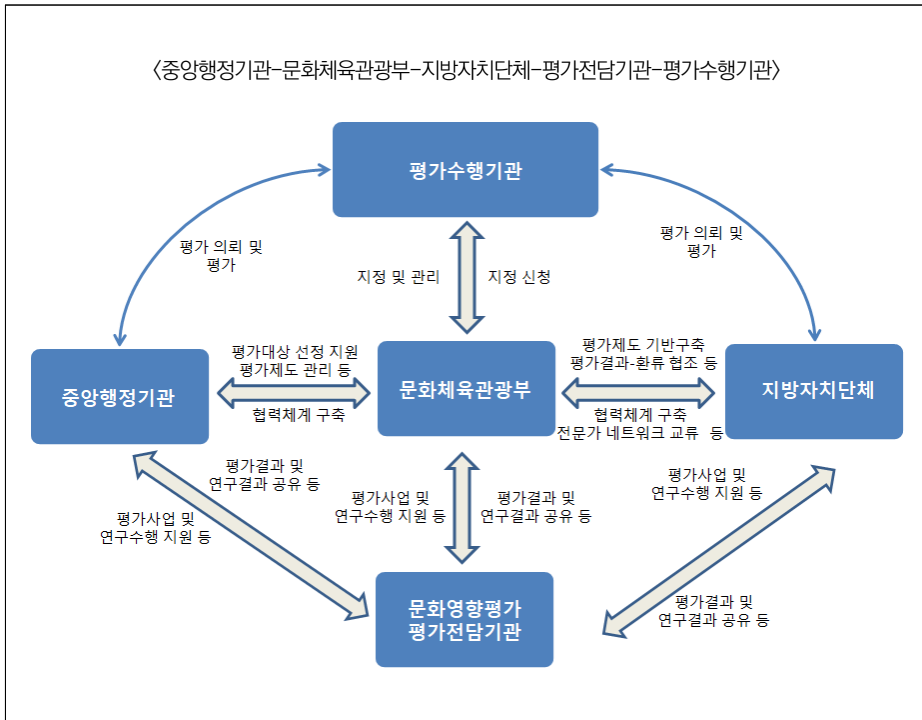 〈중앙행정기관-문화체육관광부-지방자치단체-평가전담기관-평가수행기관〉
평가수행기관
평가 의뢰 및
평가
평가 의뢰 및
평가
지정 및 관리
지정 신청
평가대상 선정 지원
평가제도 관리 등
평가제도 기반구축
평가결과-환류 협조 등
중앙행정기관
문화체육관광부
지방자치단체
협력체계 구축
협력체계 구축
전문가 네트워크 교류 등
평가결과 및
연구결과 공유 등
평가사업 및
연구수행 지원 등
평가사업 및
연구수행 지원 등
평가결과 및
연구결과 공유 등
평가사업 및
연구수행 지원 등
문화영향평가
평가전담기관
평가결과 및
연구결과 공유 등